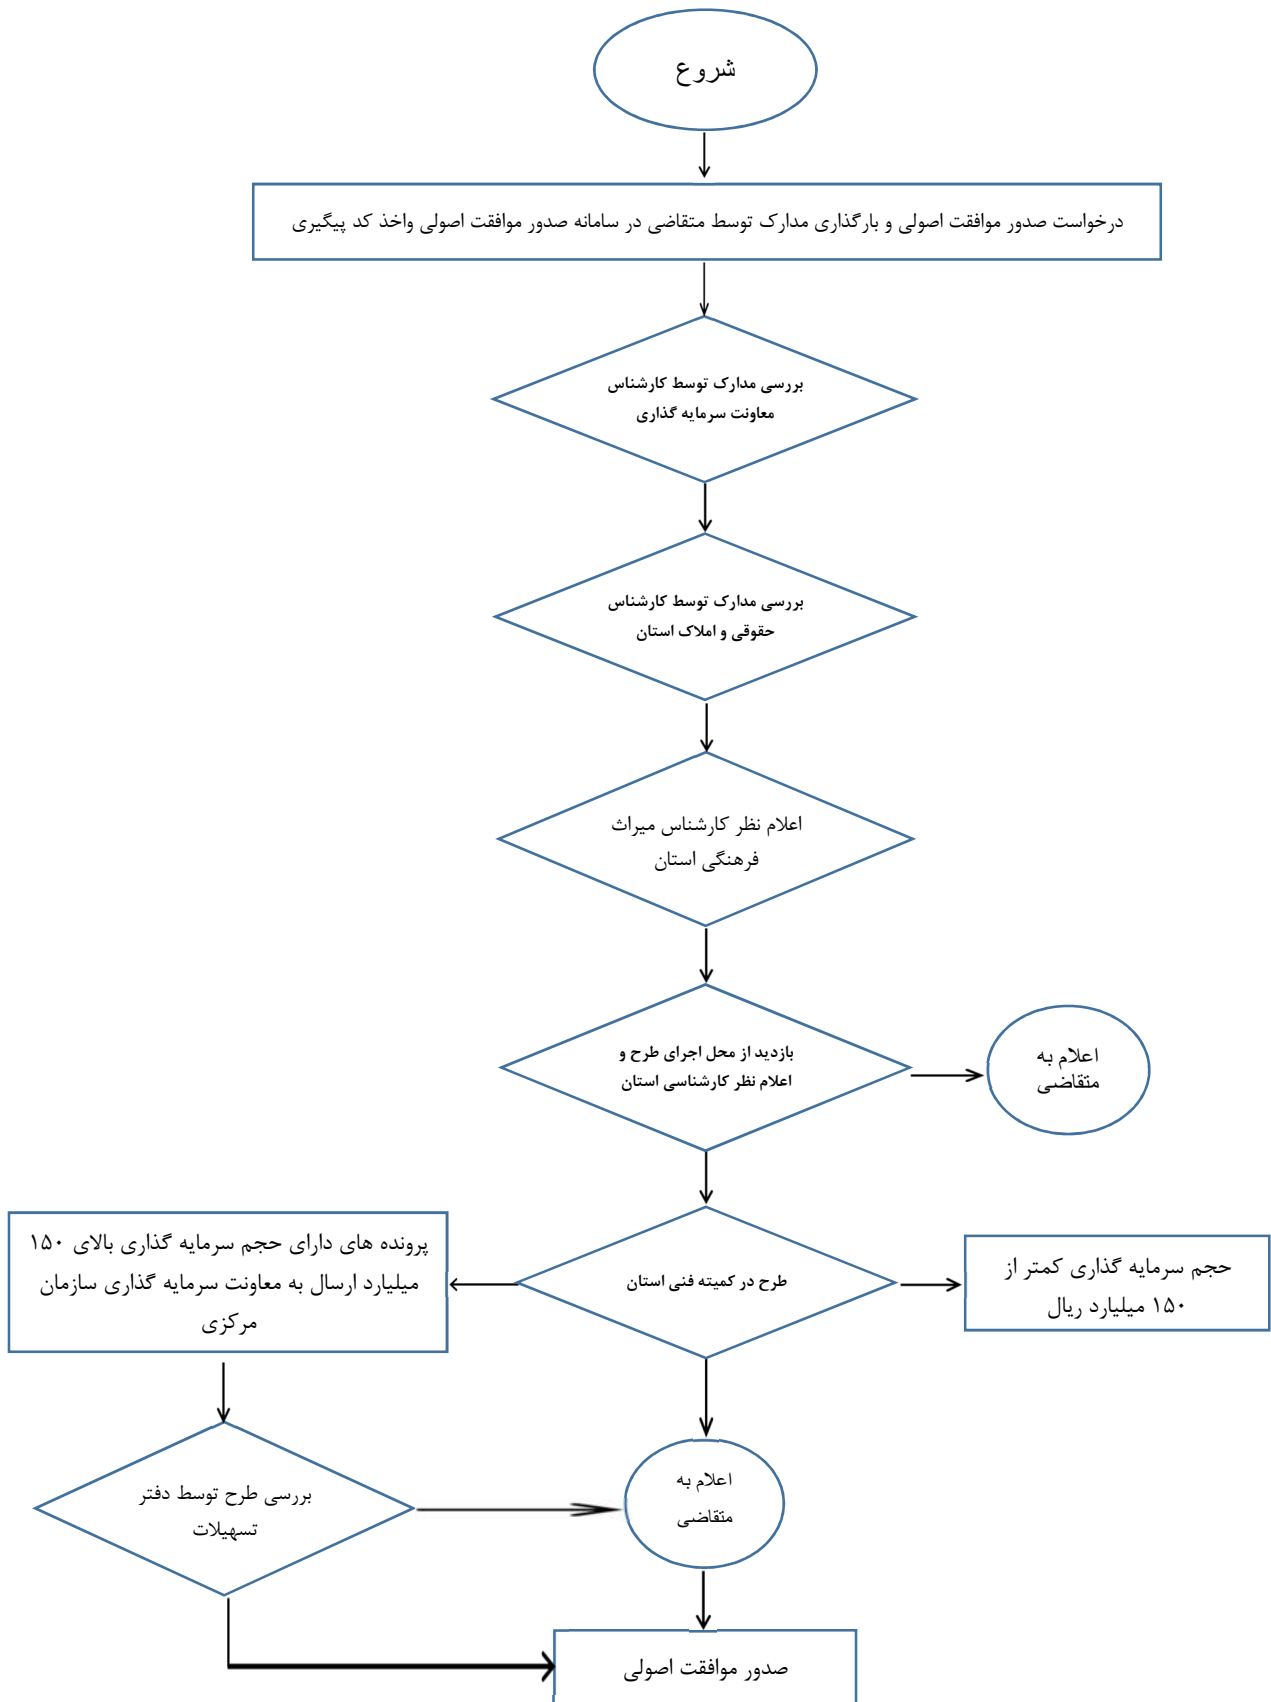 شروع
درخواست صدور موافقت اصولی و بارگذاری مدارک توسط متقاضی در سامانه صدور موافقت اصولی واخذ کد پیگیری
بررسی مدارک توسط کارشناس
معاونت سرمایه گذاری
بررسی مدارک توسط کارشناس
حقوقی و املاک استان
اعلام نظر کارشناس میراث
فرهنگی استان
بازدید از محل اجرای طرح و
اعلام نظر کارشناسی استان
اعلام به
متقاضی
پرونده های دارای حجم سرمایه گذاری بالای ۱۵۰
میلیارد ارسال به معاونت سرمایه گذاری سازمان
مرکزی
طرح در کمیته فنی استان
حجم سرمایه گذاری کمتر از
۱۵۰ میلیارد ریال
بررسی طرح توسط دفتر
تسهیلات
اعلام به
متقاضی
صدور موافقت اصولی